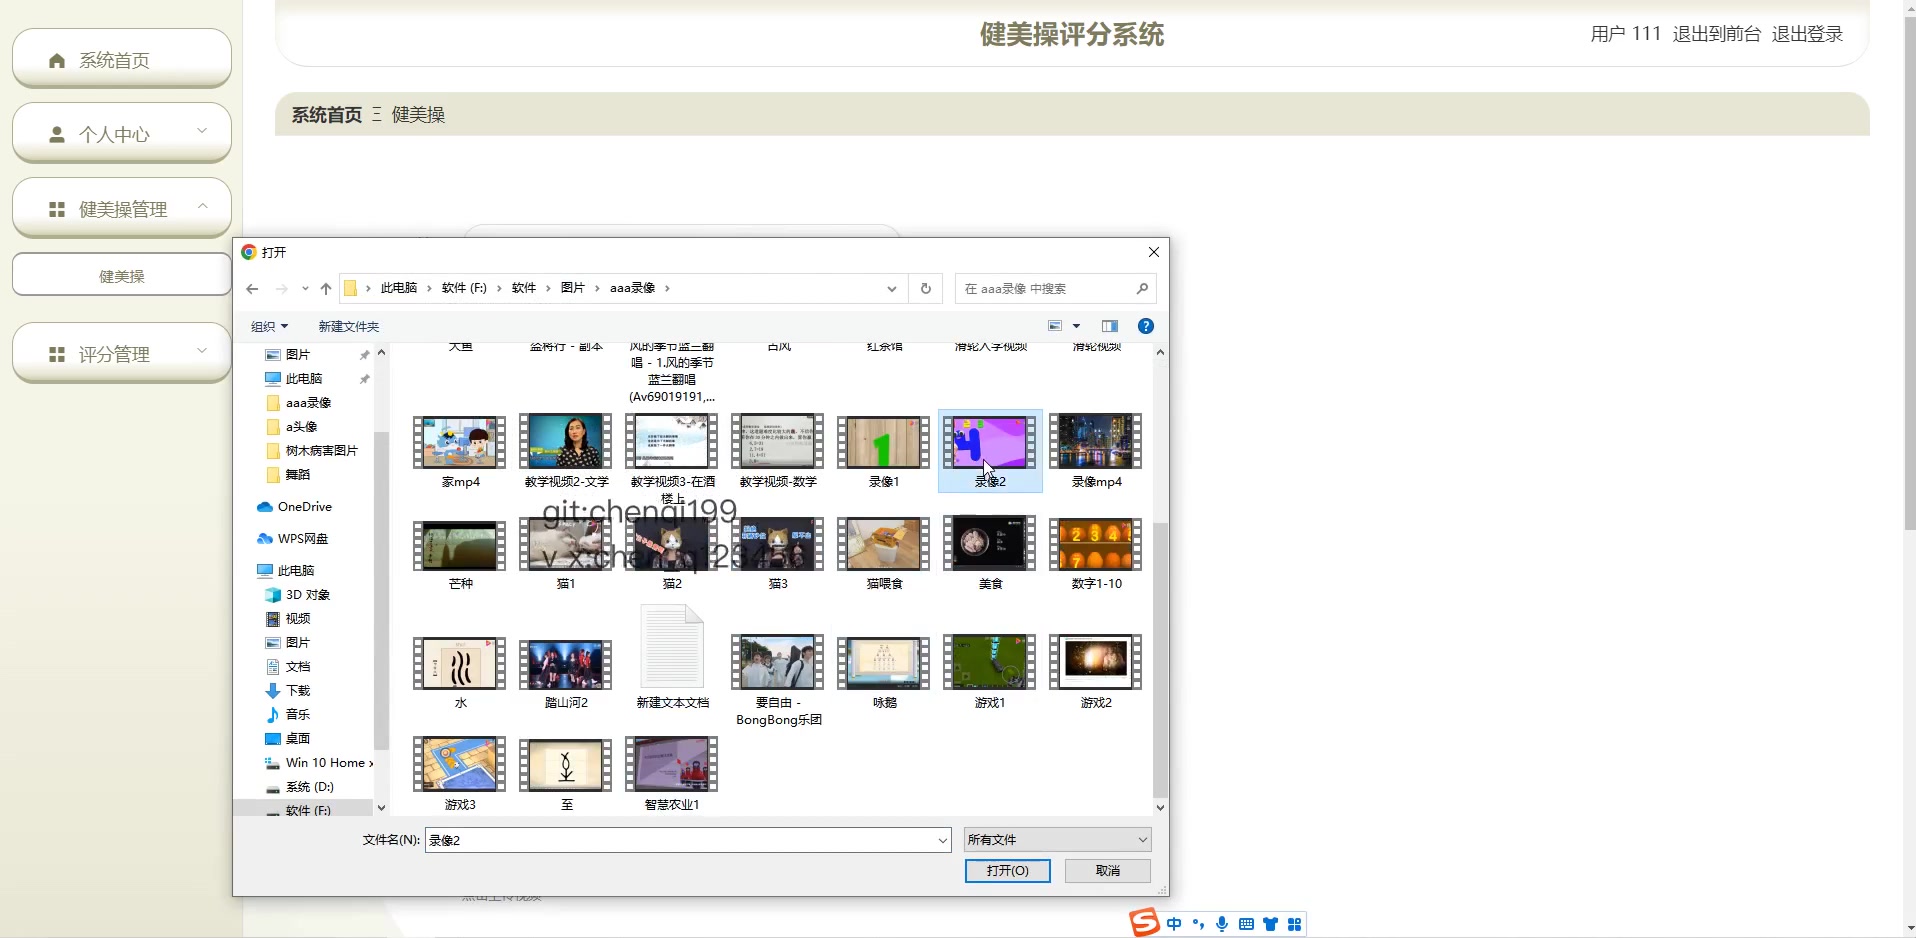 健美操评分系统
用户 111 退出到前台 退出登录
系统首页
个人中心
健美操管理
健美操
评分管理
系统首页 Ξ 健美操
打开
此电脑 › 软件 (F:) › 软件 › 图片 › aaa录像 ›
在 aaa录像 中搜索
组织
新建文件夹
图片
此电脑
aaa录像
a头像
树木病害图片
舞蹈
OneDrive
WPS网盘
此电脑
3D 对象
视频
图片
文档
下载
音乐
桌面
Win 10 Home x
系统 (D:)
软件 (F:)
大鱼
盗将行 - 副本
风的季节蓝兰翻
唱 - 1.风的季节
蓝兰翻唱
(Av69019191,...
古风
红茶馆
滑轮入学视频
滑轮视频
家mp4
教学视频2-文学
教学视频3-在酒
楼上
教学视频-数学
录像1
录像2
录像mp4
git:chenqi199
芒种
猫1
猫2
猫3
猫喂食
美食
数字1-10
水
踏山河2
新建文本文档
要自由 -
BongBong乐团
咏鹅
游戏1
游戏2
游戏3
至
智慧农业1
文件名(N):
录像2
所有文件
打开(O)
取消
点击上传视频
中